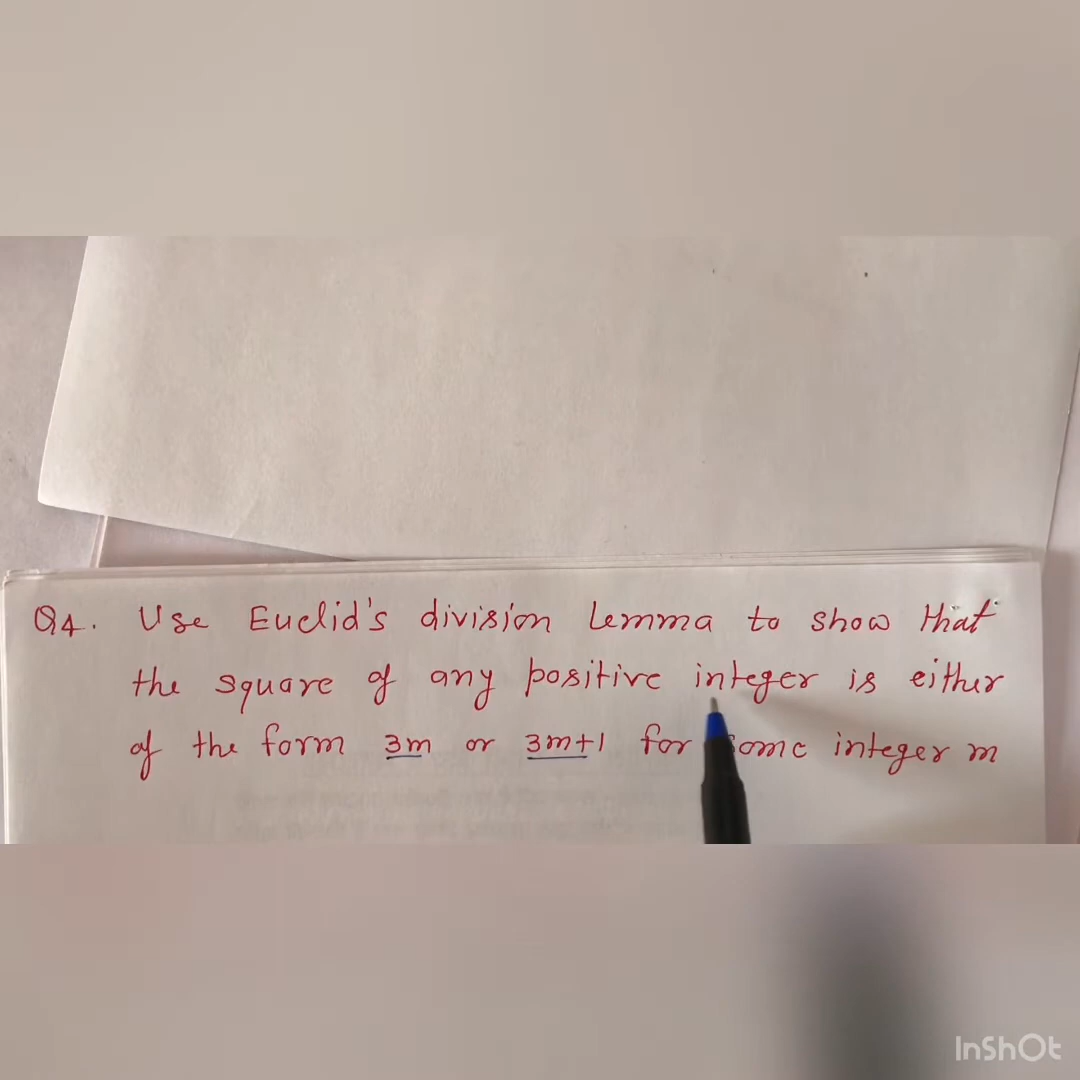 Q4. Use Euclid's division Lemma to show that
the square of any positive integer is either
of the form 3m or 3m+1 for some integer m
InShOt